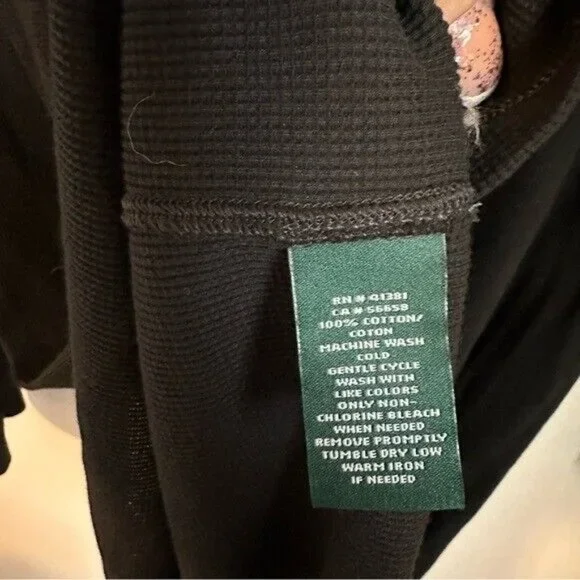 RN # 41381
CA # 56658
100% COTTON/
COTON
MACHINE WASH
COLD
GENTLE CYCLE
WASH WITH
LIKE COLORS
ONLY NON-
CHLORINE BLEACH
WHEN NEEDED
REMOVE PROMPTLY
TUMBLE DRY LOW
WARM IRON
IF NEEDED